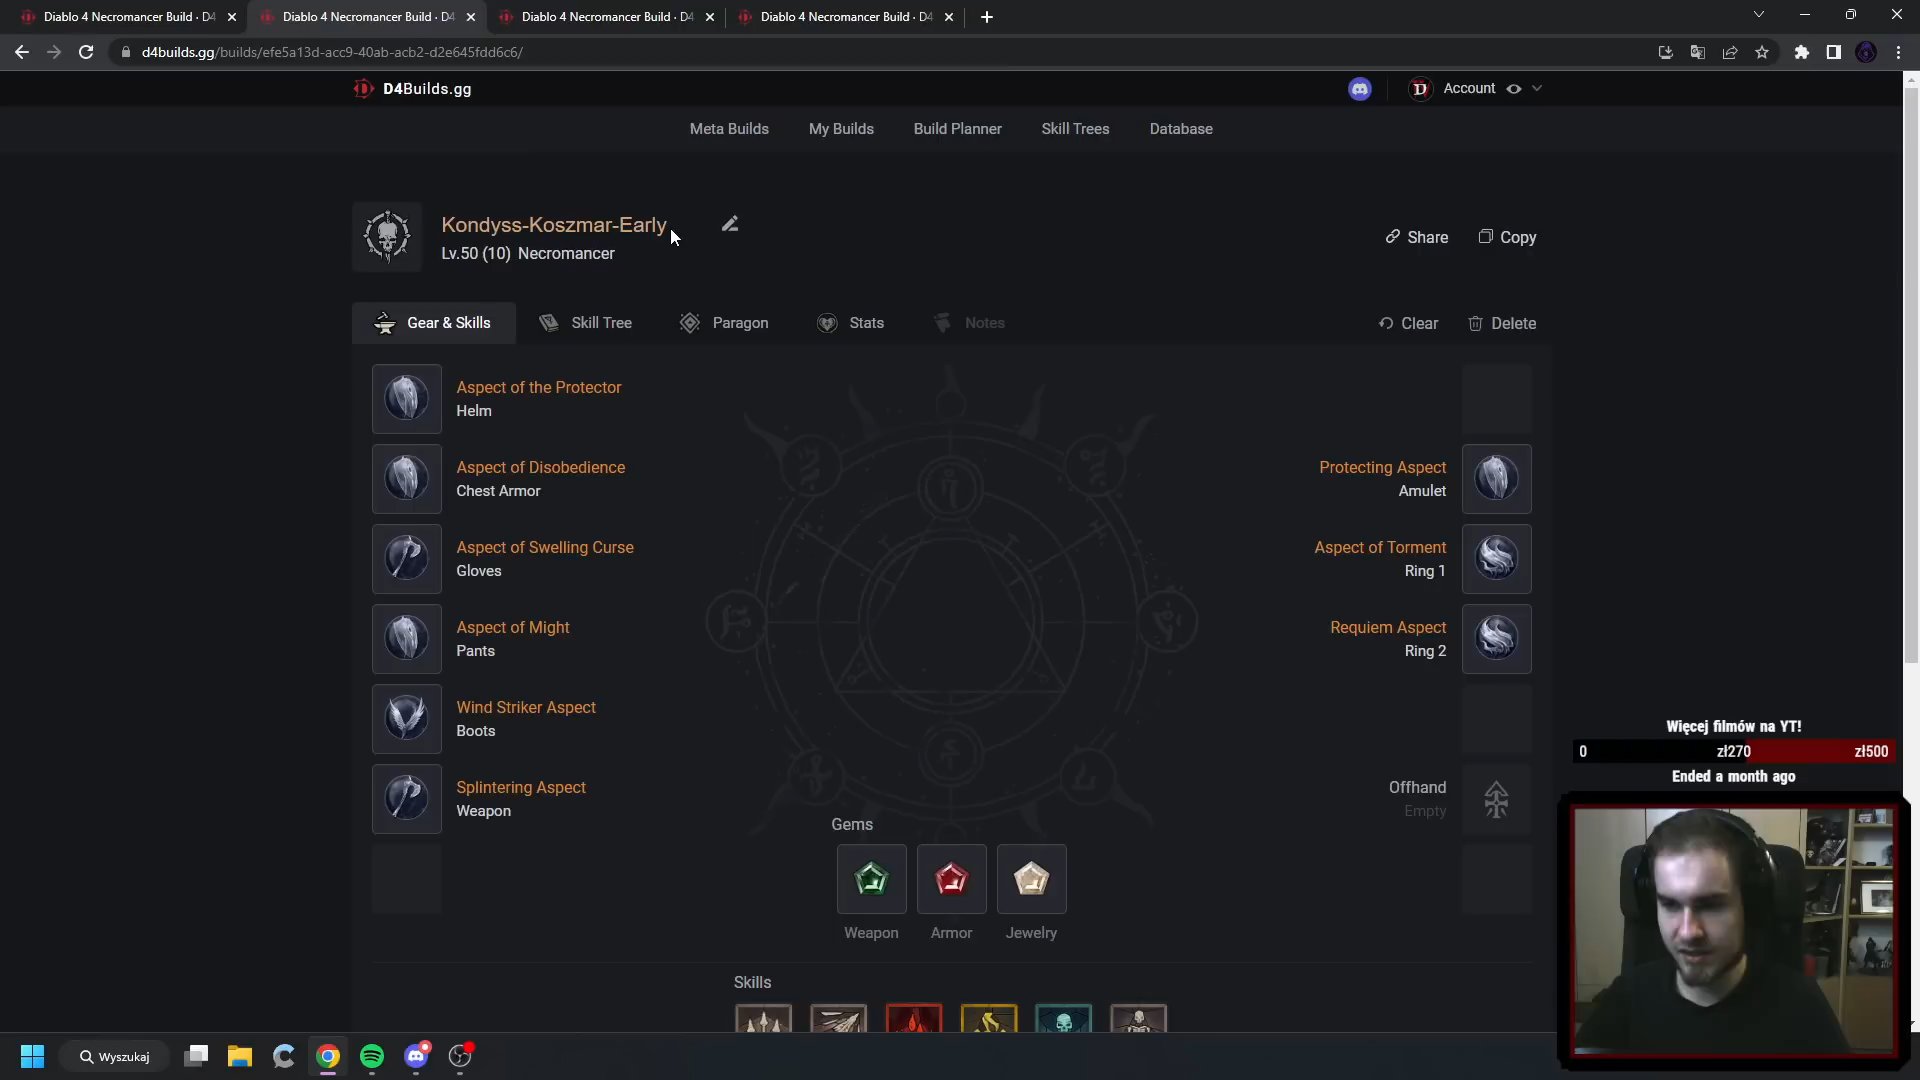 Diablo 4 Necromancer Build · D4
Diablo 4 Necromancer Build · D4
Diablo 4 Necromancer Build · D4
Diablo 4 Necromancer Build · D4
d4builds.gg/builds/efe5a13d-acc9-40ab-acb2-d2e645fdd6c6/
D4Builds.gg
Account
Meta Builds
My Builds
Build Planner
Skill Trees
Database
Kondyss-Koszmar-Early
Lv.50 (10) Necromancer
Share
Copy
Gear & Skills
Skill Tree
Paragon
Stats
Notes
Clear
Delete
Aspect of the Protector
Helm
Aspect of Disobedience
Chest Armor
Protecting Aspect
Amulet
Aspect of Swelling Curse
Gloves
Aspect of Torment
Ring 1
Aspect of Might
Pants
Requiem Aspect
Ring 2
Wind Striker Aspect
Boots
Splintering Aspect
Weapon
Offhand
Empty
Gems
Weapon
Armor
Jewelry
Skills
Więcej filmów na YT!
0
zł270
zł500
Ended a month ago
Wyszukaj